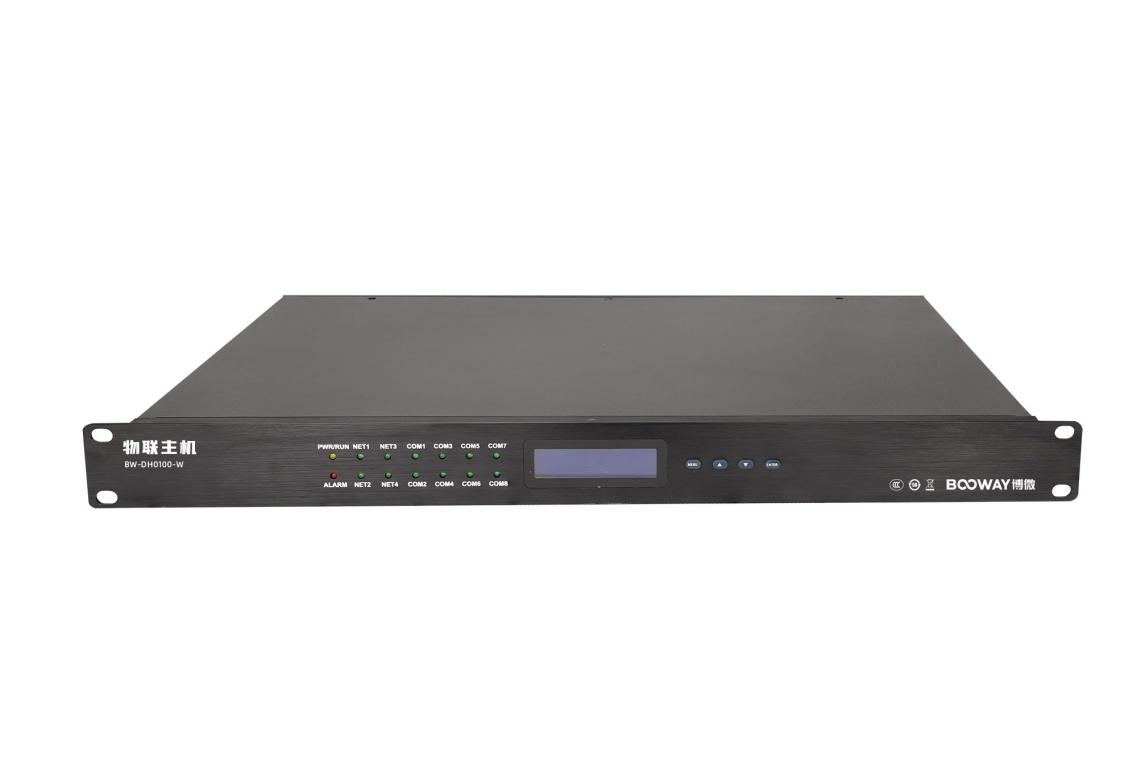 物联主机
BW-DH0100-W
PWR/RUN NET1 NET3 COM1 COM3 COM5 COM7
ALARM NET2 NET4 COM2 COM4 COM6 COM8
MENU ▲ ▼ ENTER
BOOWAY博微